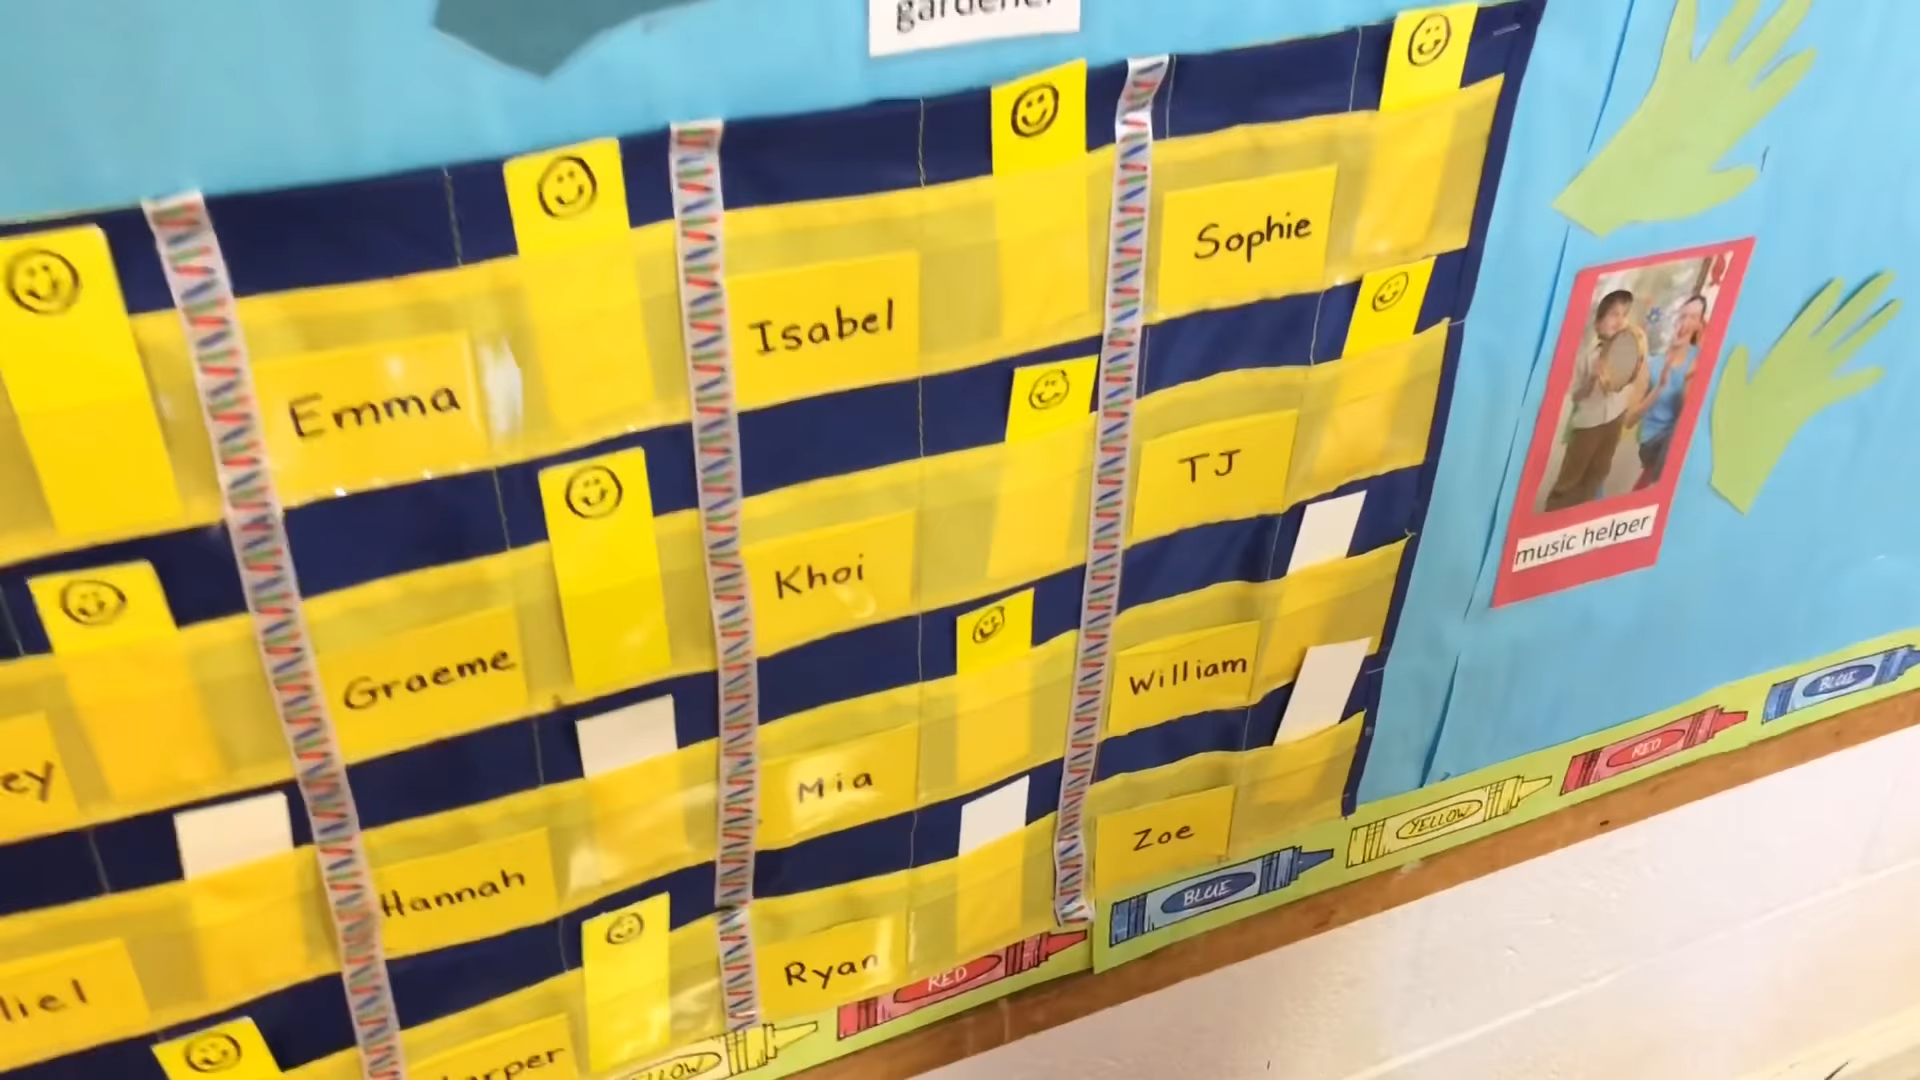 gardener
Emma
Isabel
Sophie
Graeme
Khoi
TJ
Hannah
Mia
William
Ryan
Zoe
music helper
RED
BLUE
YELLOW
RED
BLUE